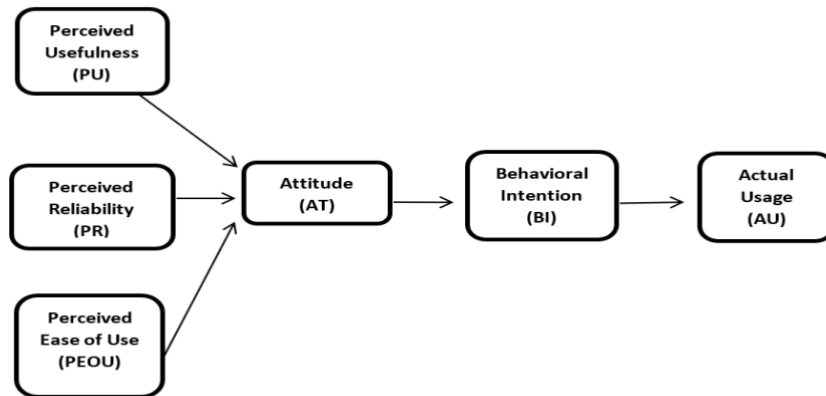 Perceived
Usefulness
(PU)
Perceived
Reliability
(PR)
Perceived
Ease of Use
(PEOU)
Attitude
(AT)
Behavioral
Intention
(BI)
Actual
Usage
(AU)